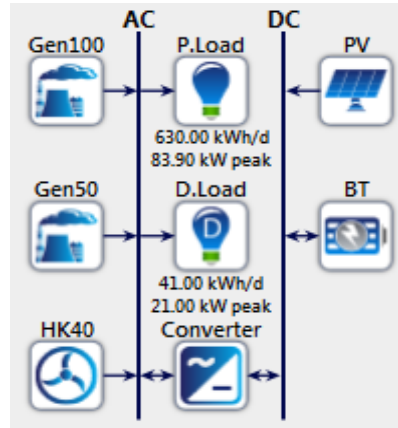 AC DC
Gen100 P.Load PV
630.00 kWh/d
83.90 kW peak
Gen50 D.Load BT
D
41.00 kWh/d
21.00 kW peak
HK40 Converter